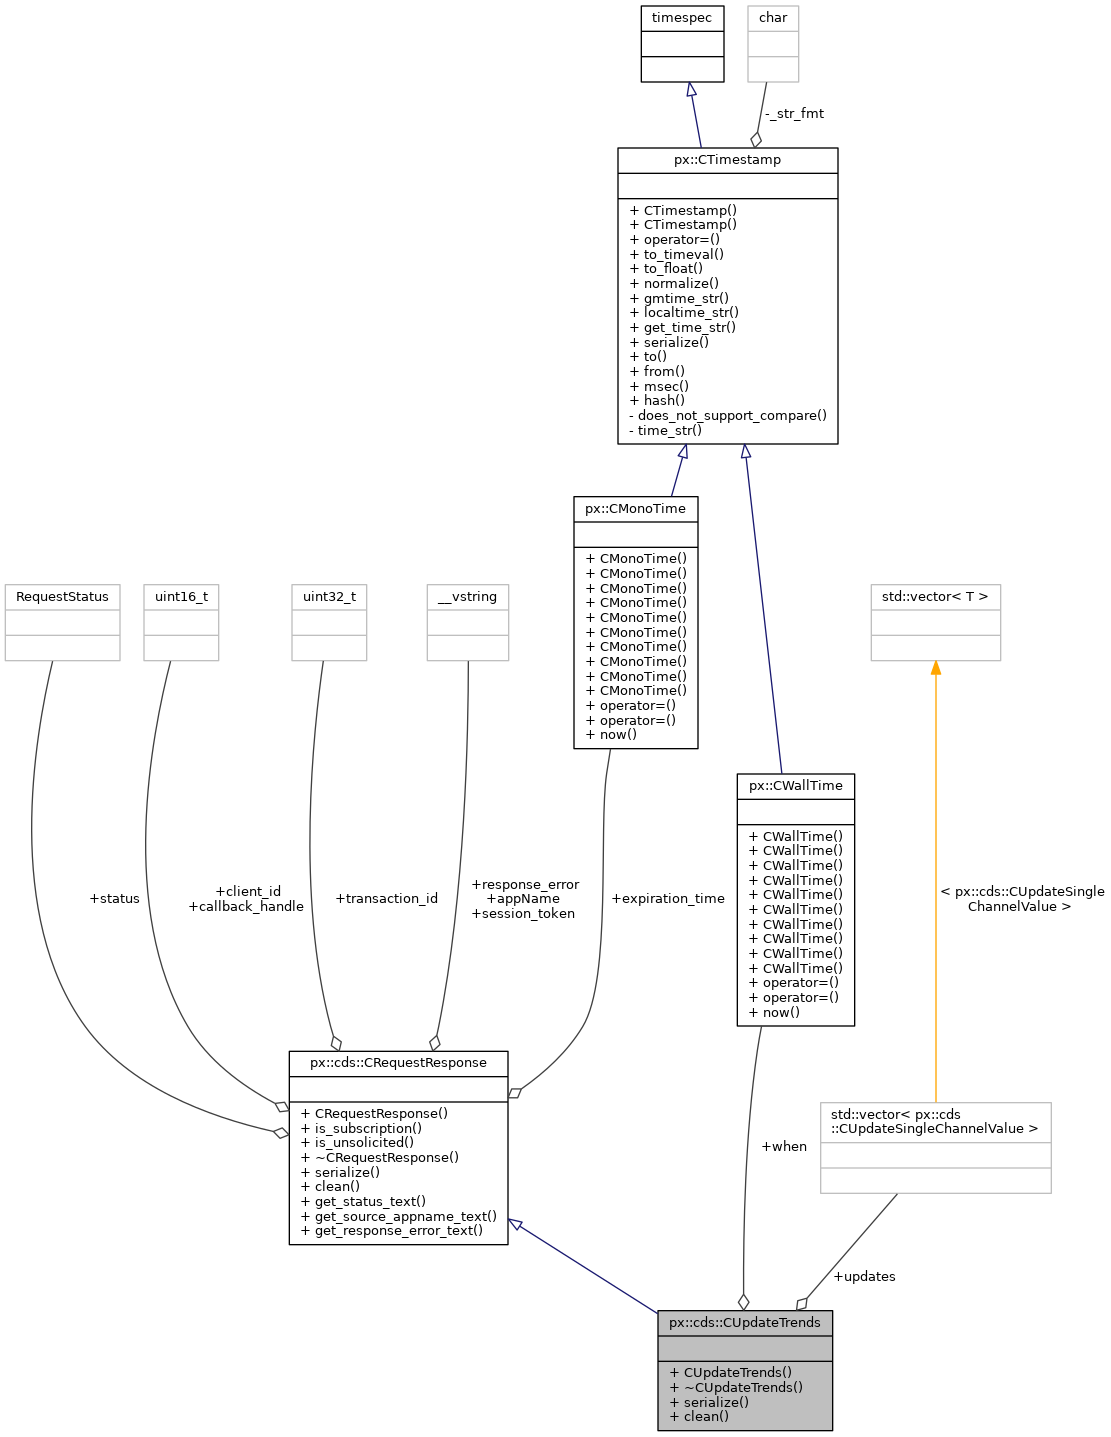 timespec
char
-_str_fmt
px::CTimestamp
+ CTimestamp()
+ CTimestamp()
+ operator=()
+ to_timeval()
+ to_float()
+ normalize()
+ gmtime_str()
+ localtime_str()
+ get_time_str()
+ serialize()
+ to()
+ from()
+ msec()
+ hash()
- does_not_support_compare()
- time_str()
px::CMonoTime
+ CMonoTime()
+ CMonoTime()
+ CMonoTime()
+ CMonoTime()
+ CMonoTime()
+ CMonoTime()
+ CMonoTime()
+ CMonoTime()
+ CMonoTime()
+ CMonoTime()
+ operator=()
+ operator=()
+ now()
RequestStatus
uint16_t
uint32_t
__vstring
std::vector< T >
px::CWallTime
+ CWallTime()
+ CWallTime()
+ CWallTime()
+ CWallTime()
+ CWallTime()
+ CWallTime()
+ CWallTime()
+ CWallTime()
+ CWallTime()
+ CWallTime()
+ operator=()
+ operator=()
+ now()
+status
+client_id
+callback_handle
+transaction_id
+response_error
+appName
+session_token
+expiration_time
< px::cds::CUpdateSingle
ChannelValue >
px::cds::CRequestResponse
+ CRequestResponse()
+ is_subscription()
+ is_unsolicited()
+ ~CRequestResponse()
+ serialize()
+ clean()
+ get_status_text()
+ get_source_appname_text()
+ get_response_error_text()
+when
std::vector< px::cds
::CUpdateSingleChannelValue >
+updates
px::cds::CUpdateTrends
+ CUpdateTrends()
+ ~CUpdateTrends()
+ serialize()
+ clean()